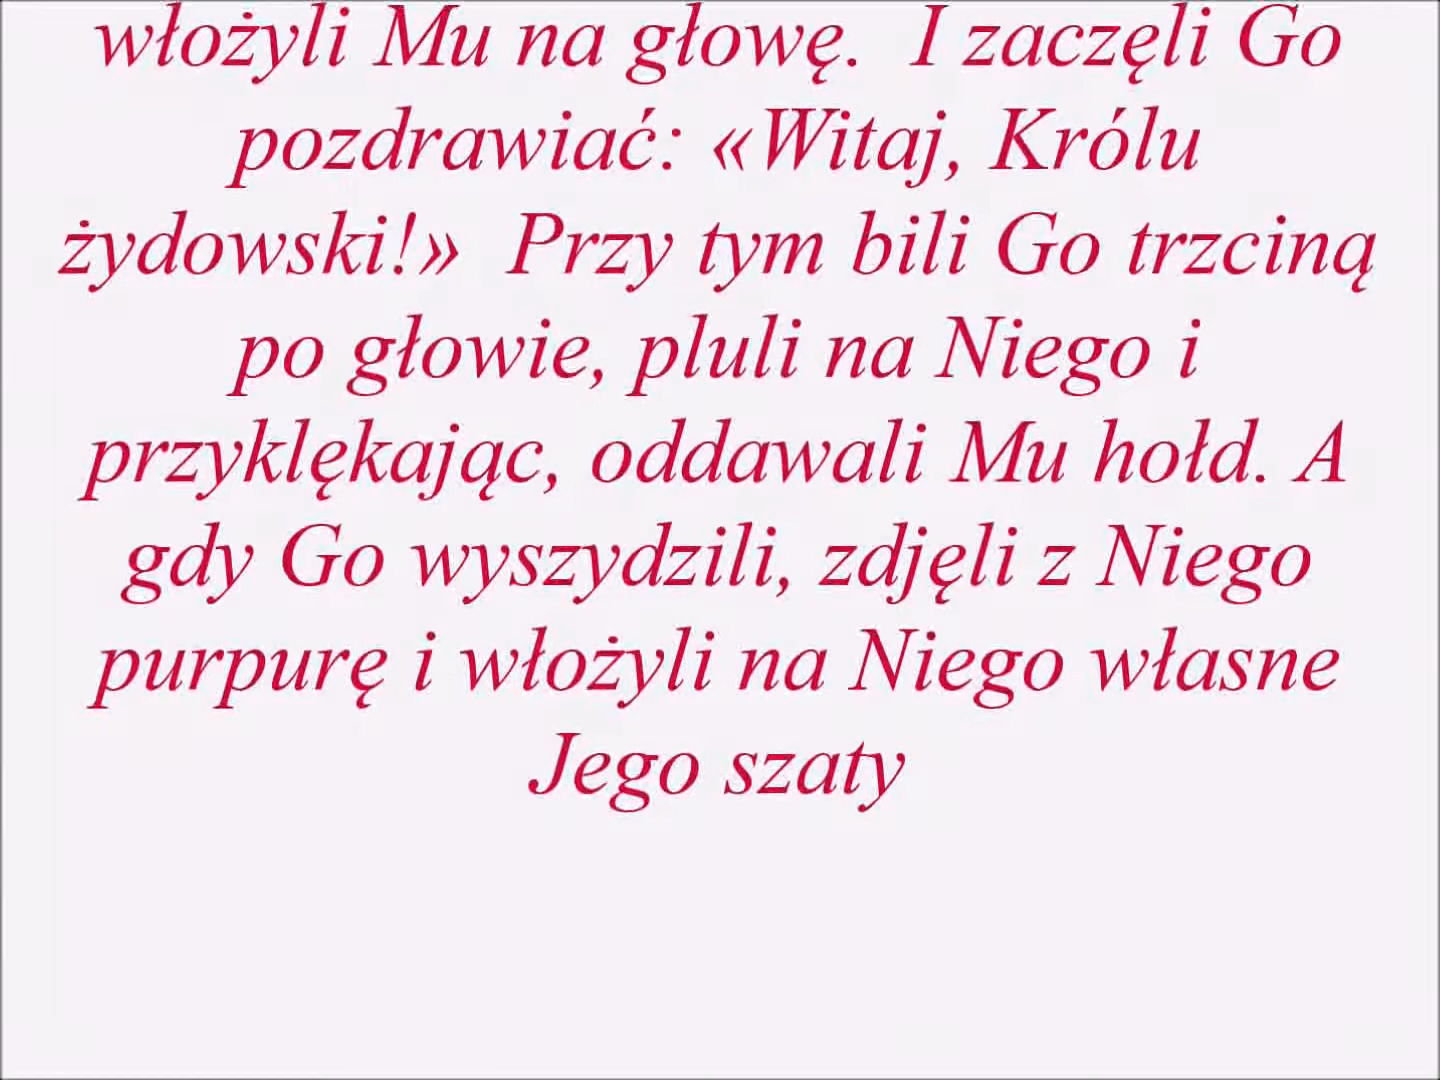 włożyli Mu na głowę.  I zaczęli Go
pozdrawiać: «Witaj, Królu
żydowski!»  Przy tym bili Go trzciną
po głowie, pluli na Niego i
przyklękając, oddawali Mu hołd. A
gdy Go wyszydzili, zdjęli z Niego
purpurę i włożyli na Niego własne
Jego szaty